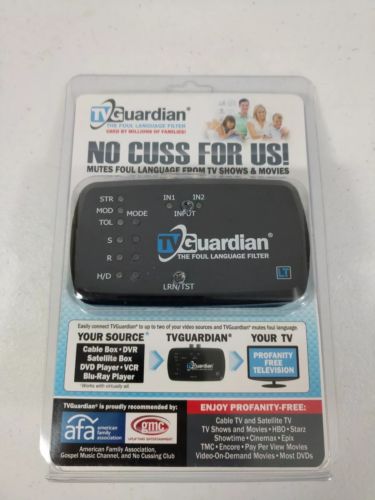 TVGuardian®
THE FOUL LANGUAGE FILTER
USED BY MILLIONS OF FAMILIES!
NO CUSS FOR US!
MUTES FOUL LANGUAGE FROM TV SHOWS & MOVIES
STR
MOD
TOL
MODE
S
R
H/D
IN1
IN2
INPUT
TVGuardian®
THE FOUL LANGUAGE FILTER
LRN/TST
LT
Easily connect TVGuardian® to up to two of your video sources and TVGuardian® mutes foul language.
YOUR SOURCE*
Cable Box • DVR
Satellite Box
DVD Player • VCR
Blu-Ray Player
*Works with virtually all.
TVGUARDIAN®
YOUR TV
PROFANITY
FREE
TELEVISION
TVGuardian® is proudly recommended by:
afa
american
family
association
gmc
UPLIFTING ENTERTAINMENT
American Family Association,
Gospel Music Channel, and No Cussing Club
ENJOY PROFANITY-FREE:
Cable TV and Satellite TV
TV Shows and Movies • HBO • Starz
Showtime • Cinemax • Epix
TMC • Encore • Pay Per View Movies
Video-On-Demand Movies • Most DVDs